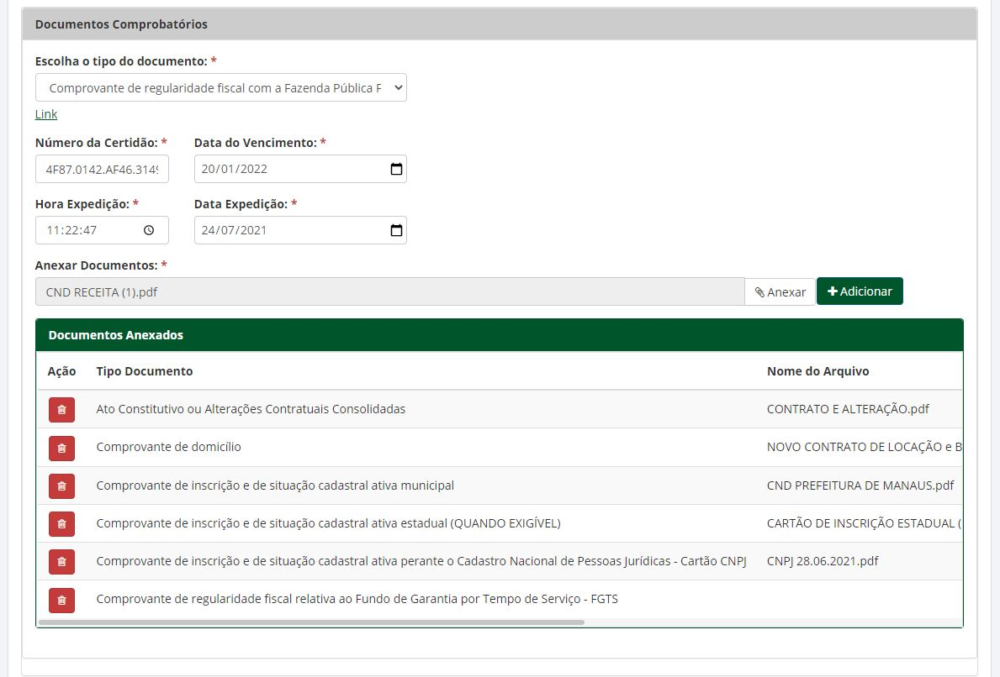 Documentos Comprobatórios
Escolha o tipo do documento: *
Comprovante de regularidade fiscal com a Fazenda Pública F
Link
Número da Certidão: * Data do Vencimento: *
4F87.0142.AF46.3149 20/01/2022
Hora Expedição: * Data Expedição: *
11:22:47 24/07/2021
Anexar Documentos: *
CND RECEITA (1).pdf Anexar Adicionar
Documentos Anexados
Ação Tipo Documento Nome do Arquivo
Ato Constitutivo ou Alterações Contratuais Consolidadas CONTRATO E ALTERAÇÃO.pdf
Comprovante de domicílio NOVO CONTRATO DE LOCAÇÃO e B
Comprovante de inscrição e de situação cadastral ativa municipal CND PREFEITURA DE MANAUS.pdf
Comprovante de inscrição e de situação cadastral ativa estadual (QUANDO EXIGÍVEL) CARTÃO DE INSCRIÇÃO ESTADUAL (
Comprovante de inscrição e de situação cadastral ativa perante o Cadastro Nacional de Pessoas Jurídicas - Cartão CNPJ CNPJ 28.06.2021.pdf
Comprovante de regularidade fiscal relativa ao Fundo de Garantia por Tempo de Serviço - FGTS